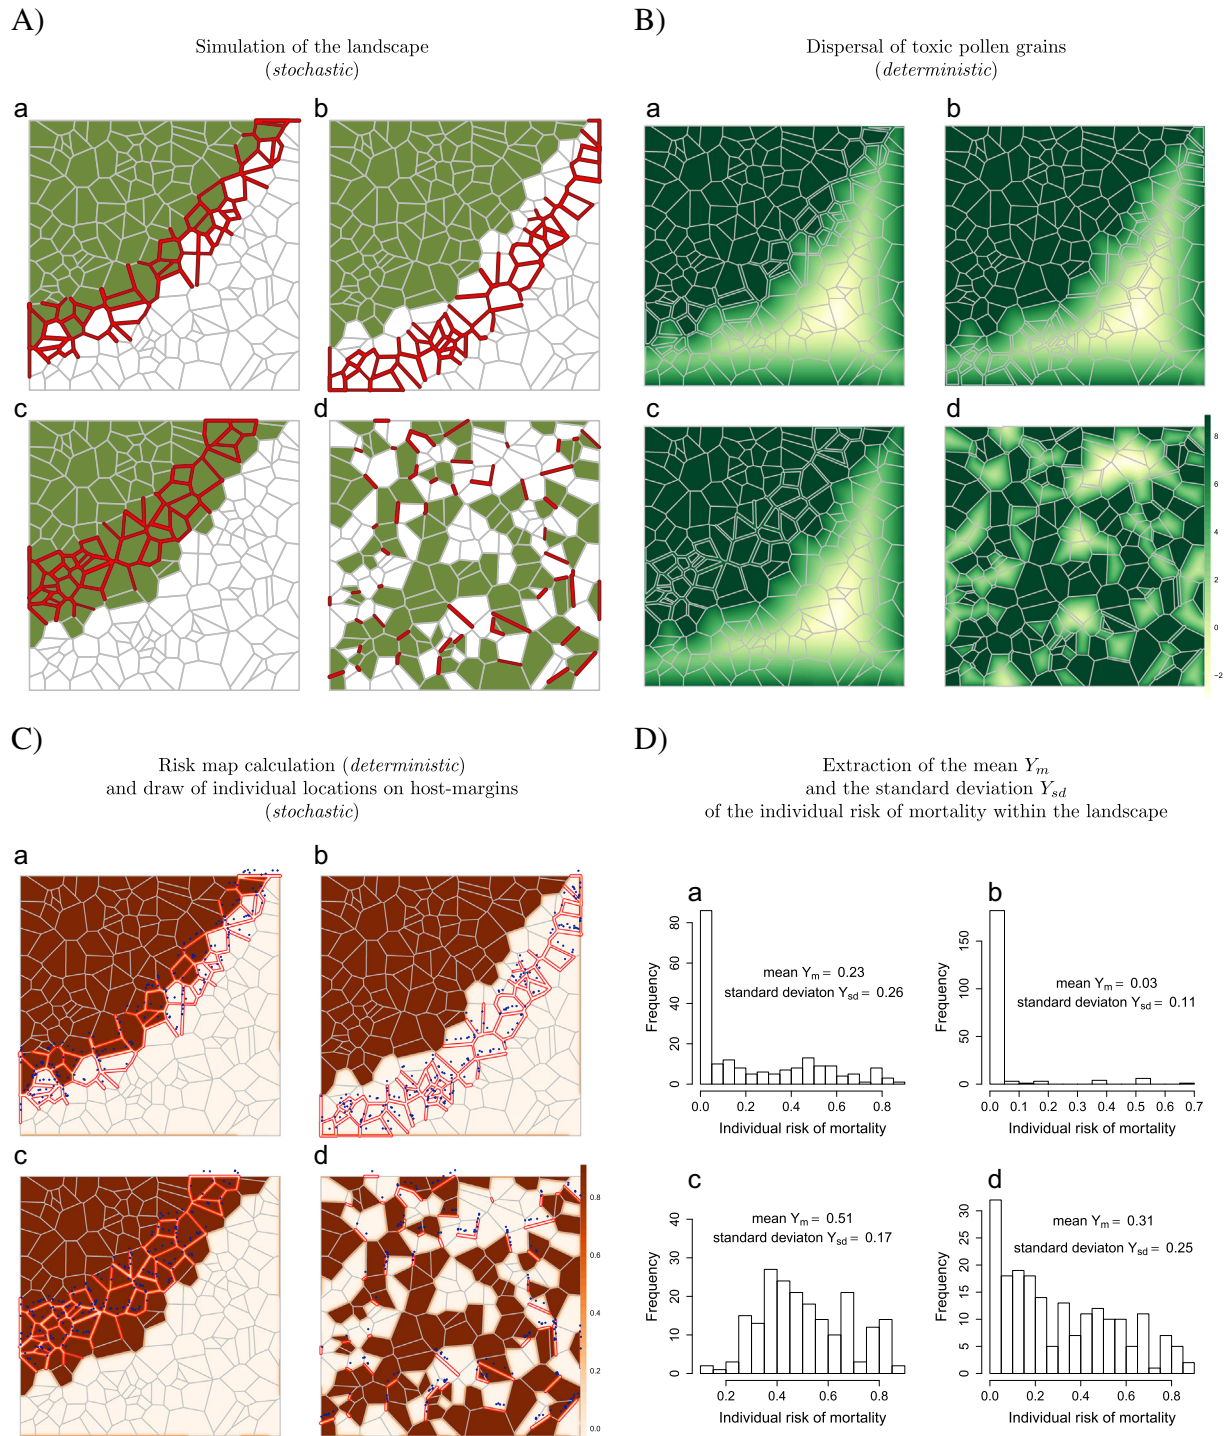 A)
Simulation of the landscape
(stochastic)
a
b
c
d
B)
Dispersal of toxic pollen grains
(deterministic)
a
b
c
d
8
6
4
2
0
−2
C)
Risk map calculation (deterministic)
and draw of individual locations on host-margins
(stochastic)
a
b
c
d
0.8
0.6
0.4
0.2
0.0
D)
Extraction of the mean Ym
and the standard deviation Ysd
of the individual risk of mortality within the landscape
a
Frequency
80
60
40
20
0
mean Ym = 0.23
standard deviaton Ysd = 0.26
0.0 0.2 0.4 0.6 0.8
Individual risk of mortality
b
Frequency
150
100
50
0
mean Ym = 0.03
standard deviaton Ysd = 0.11
0.0 0.1 0.2 0.3 0.4 0.5 0.6 0.7
Individual risk of mortality
c
Frequency
40
30
20
10
0
mean Ym = 0.51
standard deviaton Ysd = 0.17
0.2 0.4 0.6 0.8
Individual risk of mortality
d
Frequency
30
25
20
15
10
5
0
mean Ym = 0.31
standard deviaton Ysd = 0.25
0.0 0.2 0.4 0.6 0.8
Individual risk of mortality